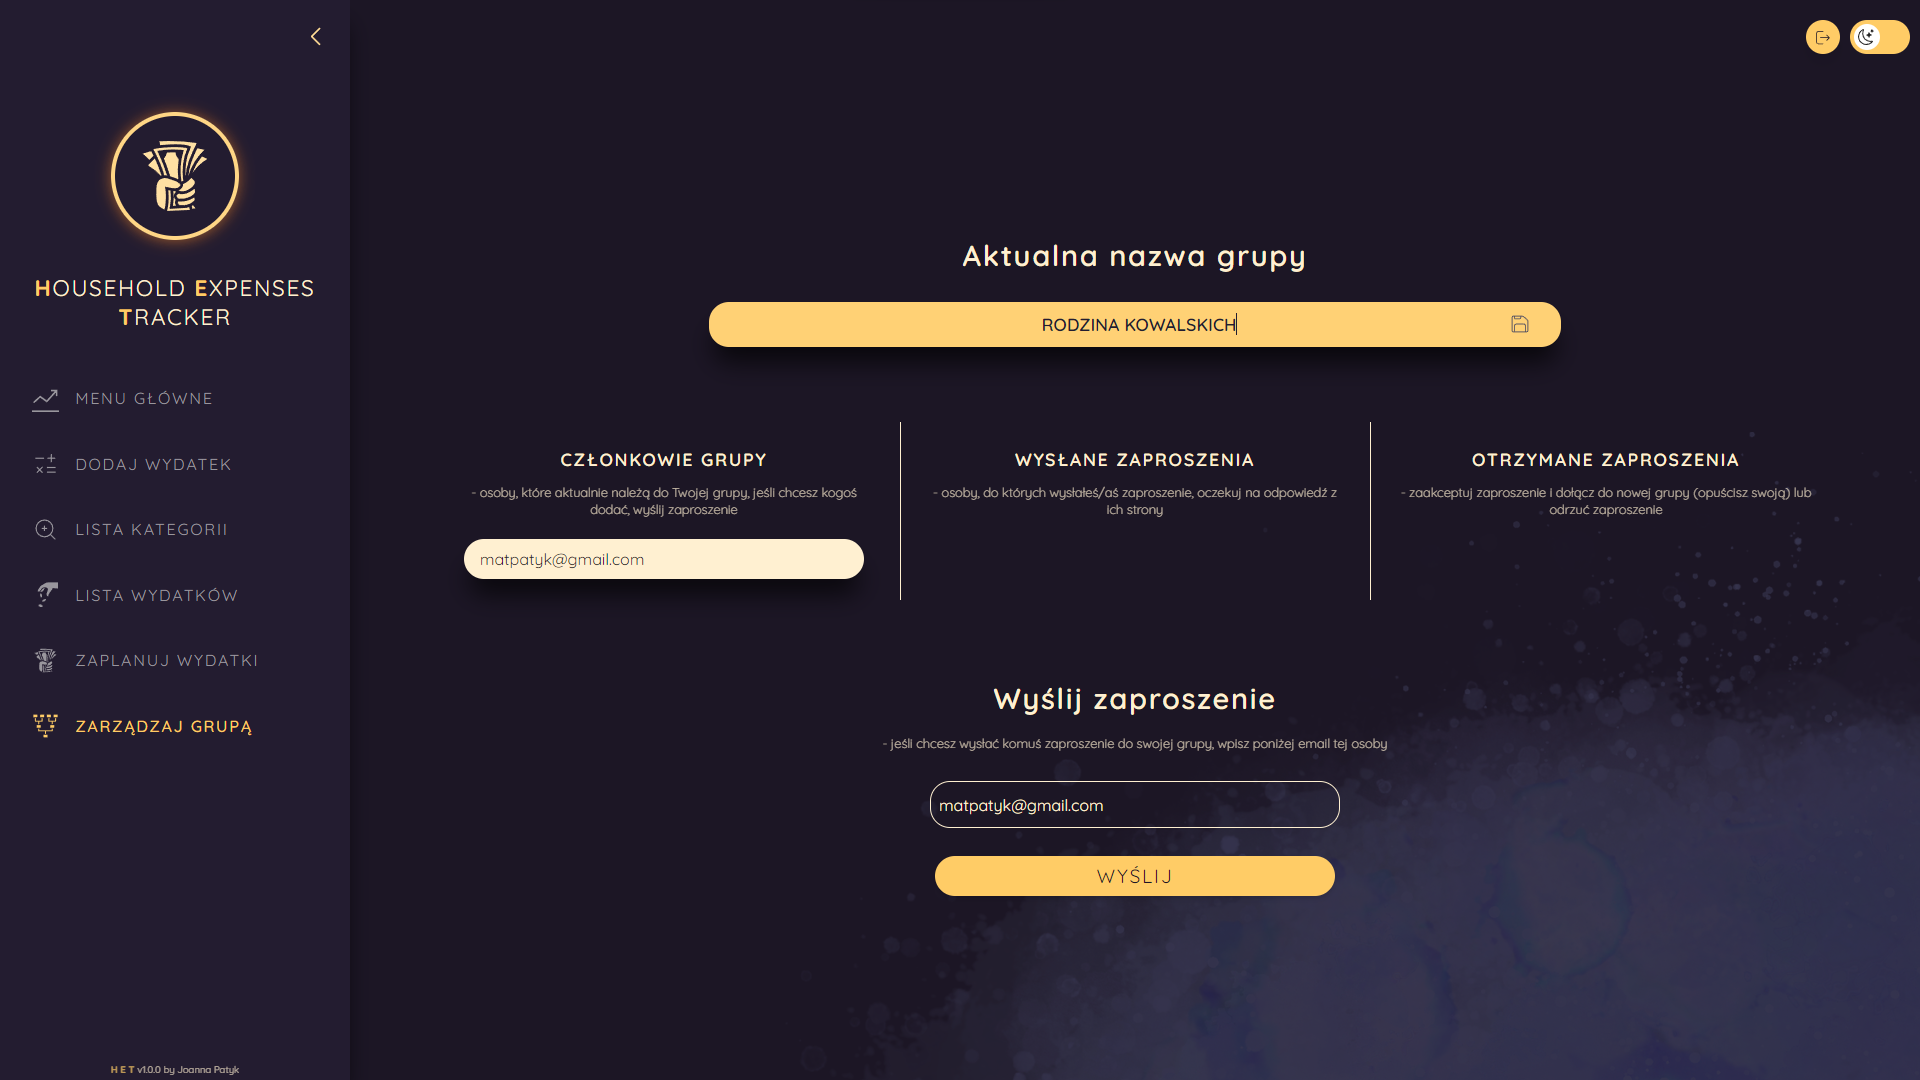 HOUSEHOLD EXPENSES
TRACKER
MENU GŁÓWNE
DODAJ WYDATEK
LISTA KATEGORII
LISTA WYDATKÓW
ZAPLANUJ WYDATKI
ZARZĄDZAJ GRUPĄ
H E T v1.0.0 by Joanna Patyk
Aktualna nazwa grupy
RODZINA KOWALSKICH
CZŁONKOWIE GRUPY
- osoby, które aktualnie należą do Twojej grupy, jeśli chcesz kogoś
dodać, wyślij zaproszenie
matpatyk@gmail.com
WYSŁANE ZAPROSZENIA
- osoby, do których wysłałeś/aś zaproszenie, oczekuj na odpowiedź z
ich strony
OTRZYMANE ZAPROSZENIA
- zaakceptuj zaproszenie i dołącz do nowej grupy (opuścisz swoją) lub
odrzuć zaproszenie
Wyślij zaproszenie
- jeśli chcesz wysłać komuś zaproszenie do swojej grupy, wpisz poniżej email tej osoby
matpatyk@gmail.com
WYŚLIJ